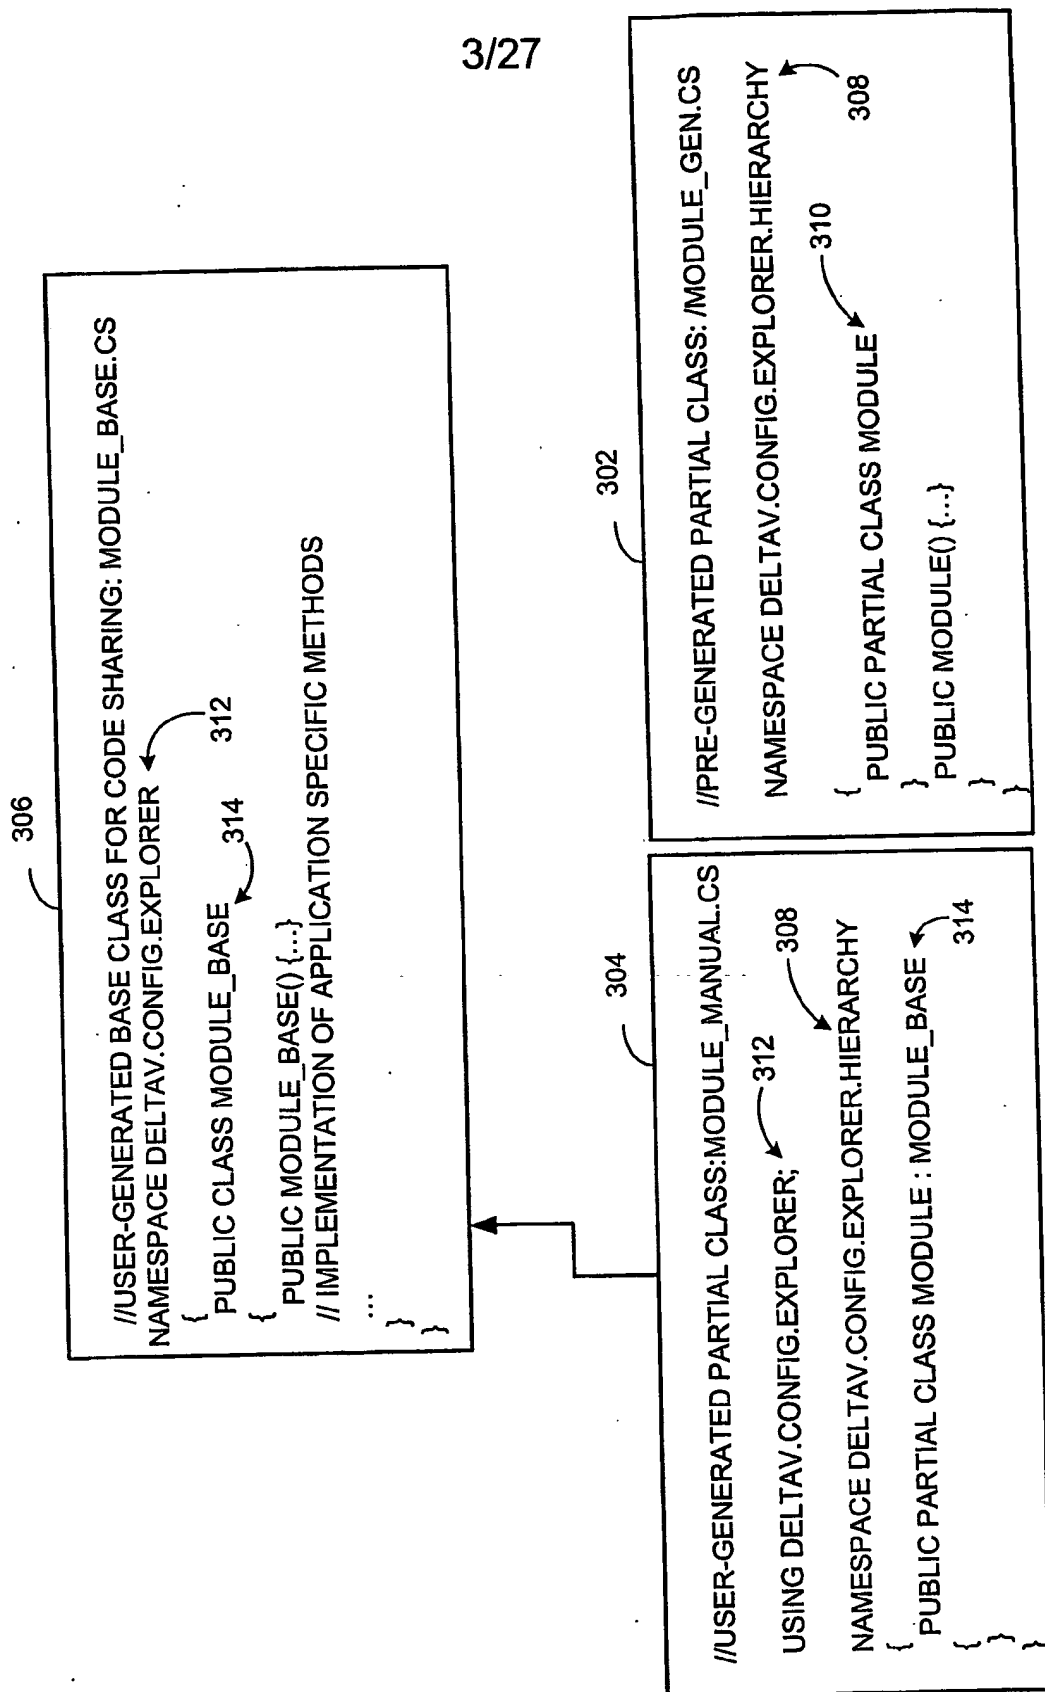 3/27
306
//USER-GENERATED BASE CLASS FOR CODE SHARING: MODULE_BASE.CS
NAMESPACE DELTAV.CONFIG.EXPLORER
312
{
PUBLIC CLASS MODULE_BASE
314
{
PUBLIC MODULE_BASE() {...}
// IMPLEMENTATION OF APPLICATION SPECIFIC METHODS
...
}
}
304
//USER-GENERATED PARTIAL CLASS:MODULE_MANUAL.CS
USING DELTAV.CONFIG.EXPLORER;
312
308
NAMESPACE DELTAV.CONFIG.EXPLORER.HIERARCHY
{
PUBLIC PARTIAL CLASS MODULE : MODULE_BASE
314
{
}
}
302
//PRE-GENERATED PARTIAL CLASS: /MODULE_GEN.CS
NAMESPACE DELTAV.CONFIG.EXPLORER.HIERARCHY
308
310
{
PUBLIC PARTIAL CLASS MODULE
}
PUBLIC MODULE() {...}
}
}